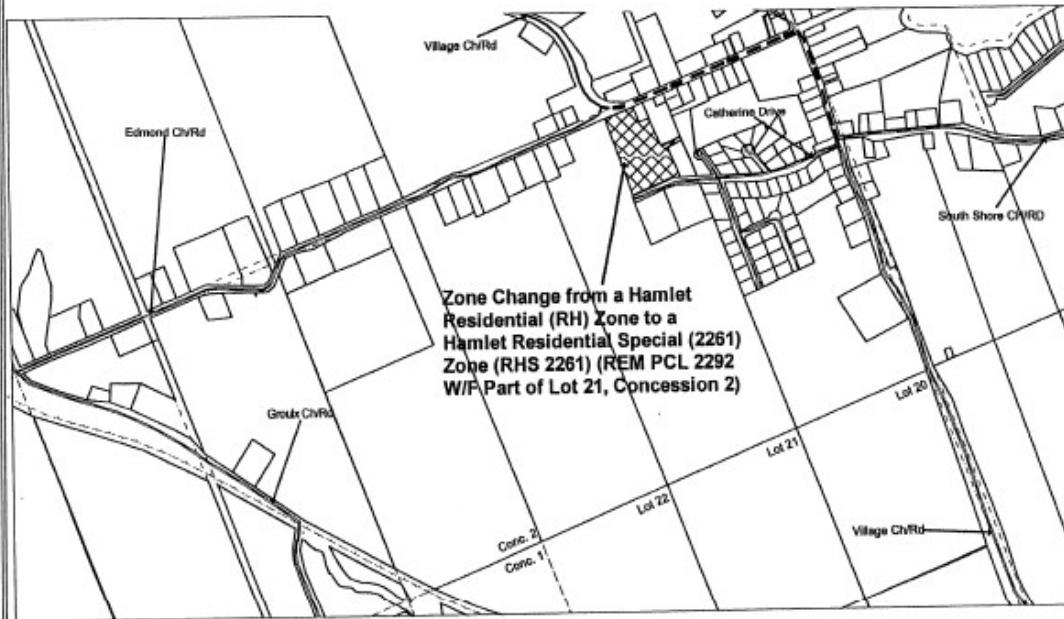 Village Ch/Rd
Edmond Ch/Rd
Catherine Drive
South Shore Ch/RD
Zone Change from a Hamlet
Residential (RH) Zone to a
Hamlet Residential Special (2261)
Zone (RHS 2261) (REM PCL 2292
W/F Part of Lot 21, Concession 2)
Groulx Ch/Rd
Lot 20
Lot 21
Lot 22
Conc. 2
Conc. 1
Village Ch/Rd